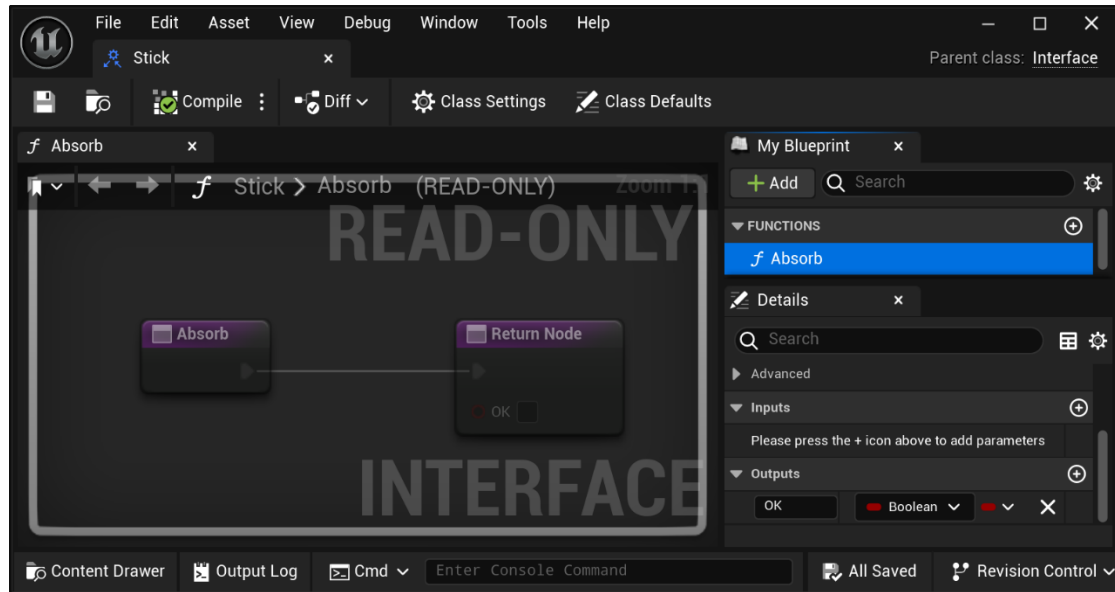 File Edit Asset View Debug Window Tools Help
Stick
Parent class: Interface
Compile Diff Class Settings Class Defaults
Absorb
Stick > Absorb (READ-ONLY) Zoom 1:1
READ-ONLY
Absorb
Return Node
OK
INTERFACE
My Blueprint
+ Add Search
FUNCTIONS
Absorb
Details
Search
Advanced
Inputs
Please press the + icon above to add parameters
Outputs
OK Boolean
Content Drawer Output Log Cmd Enter Console Command All Saved Revision Control